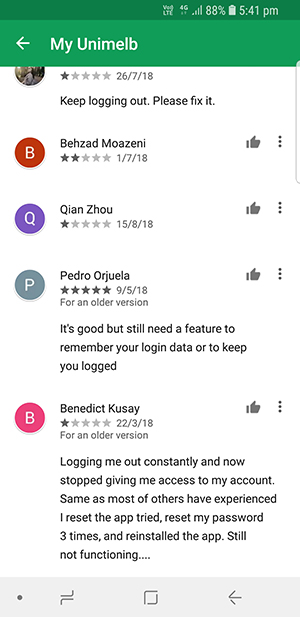 VoI) LTE 4G 88% 5:41 pm
My Unimelb
26/7/18
Keep logging out. Please fix it.
B
Behzad Moazeni
1/7/18
Q
Qian Zhou
15/8/18
P
Pedro Orjuela
9/5/18
For an older version
It's good but still need a feature to
remember your login data or to keep
you logged
B
Benedict Kusay
22/3/18
For an older version
Logging me out constantly and now
stopped giving me access to my account.
Same as most of others have experienced
I reset the app tried, reset my password
3 times, and reinstalled the app. Still
not functioning....